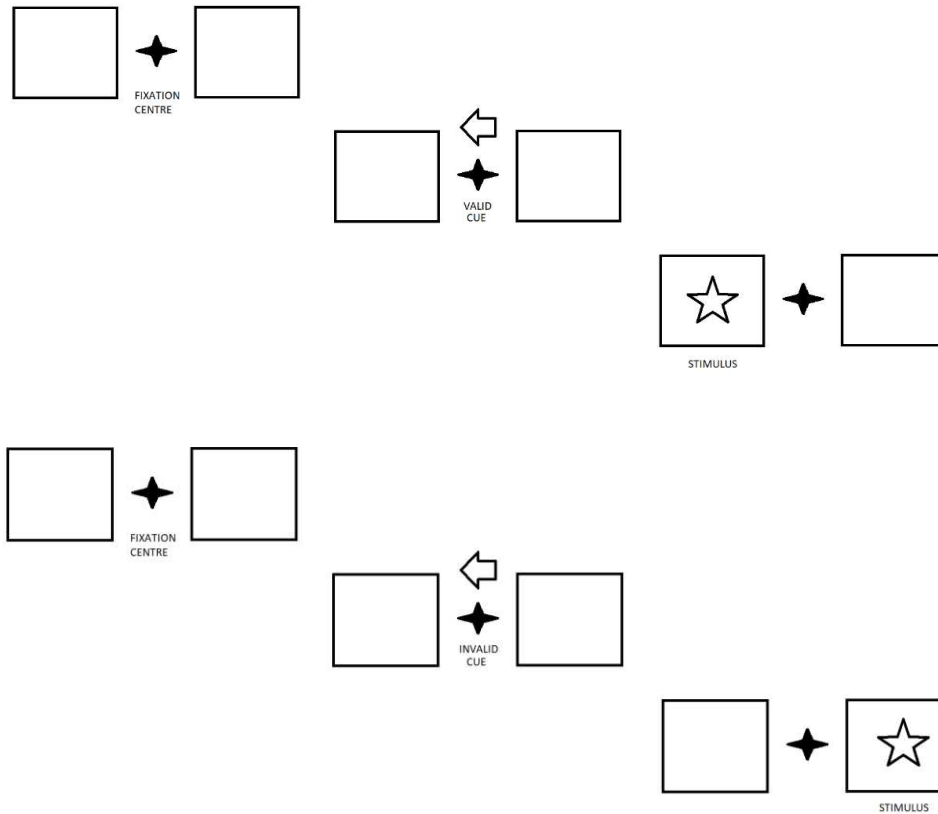 FIXATION
CENTRE
VALID
CUE
STIMULUS
FIXATION
CENTRE
INVALID
CUE
STIMULUS